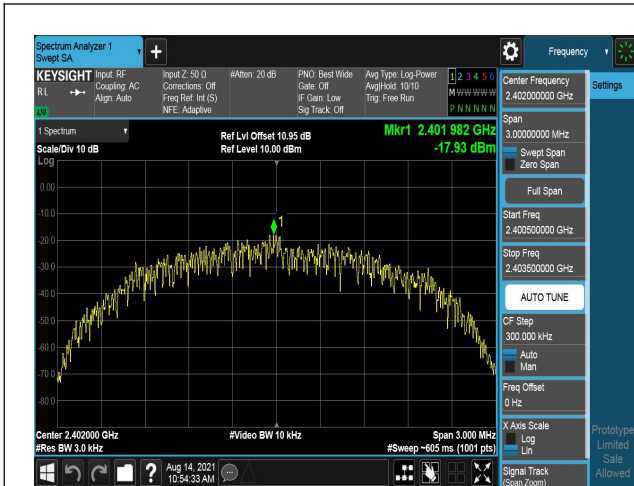 Spectrum Analyzer 1
Swept SA
+
Frequency
KEYSIGHT
R L
Input: RF
Coupling: AC
Align: Auto
Input Z: 50 Ω
Corrections: Off
Freq Ref: Int (S)
NFE: Adaptive
#Atten: 20 dB
PNO: Best Wide
Gate: Off
IF Gain: Low
Sig Track: Off
Avg Type: Log-Power
Avg|Hold: 10/10
Trig: Free Run
1 2 3 4 5 6
M W W W W W
P N N N N N
1 Spectrum
Scale/Div 10 dB
Ref Lvl Offset 10.95 dB
Ref Level 10.00 dBm
Mkr1 2.401 982 GHz
-17.93 dBm
Log
0.00
-10.0
-20.0
-30.0
-40.0
-50.0
-60.0
-70.0
-80.0
1
Center 2.402000 GHz
#Res BW 3.0 kHz
#Video BW 10 kHz
Span 3.000 MHz
#Sweep ~605 ms (1001 pts)
Center Frequency
2.402000000 GHz
Settings
Span
3.00000000 MHz
Swept Span
Zero Span
Full Span
Start Freq
2.400500000 GHz
Stop Freq
2.403500000 GHz
AUTO TUNE
CF Step
300.000 kHz
Auto
Man
Freq Offset
0 Hz
X Axis Scale
Log
Lin
Signal Track
(Span Zoom)
Prototype
Limited
Sale
Allowed
?
Aug 14, 2021
10:54:33 AM